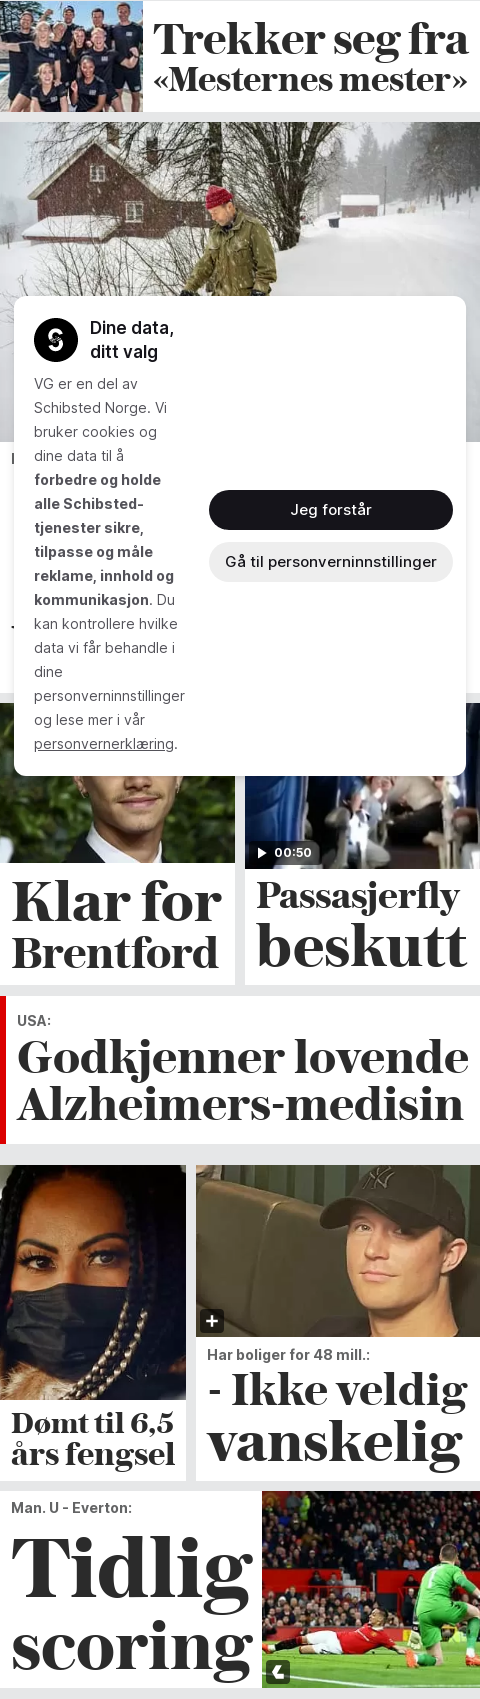 Trekker seg fra
«Mesternes mester»
Dine data,
ditt valg
VG er en del av
Schibsted Norge. Vi
bruker cookies og
dine data til å
forbedre og holde
alle Schibsted-
tjenester sikre,
tilpasse og måle
reklame, innhold og
kommunikasjon. Du
kan kontrollere hvilke
data vi får behandle i
dine
personverninnstillinger
og lese mer i vår
personvernerklæring.
Jeg forstår
Gå til personverninnstillinger
Klar for
Brentford
00:50
Passasjerfly
beskutt
USA:
Godkjenner lovende
Alzheimers-medisin
Dømt til 6,5
års fengsel
Har boliger for 48 mill.:
- Ikke veldig
vanskelig
Man. U - Everton:
Tidlig
scoring